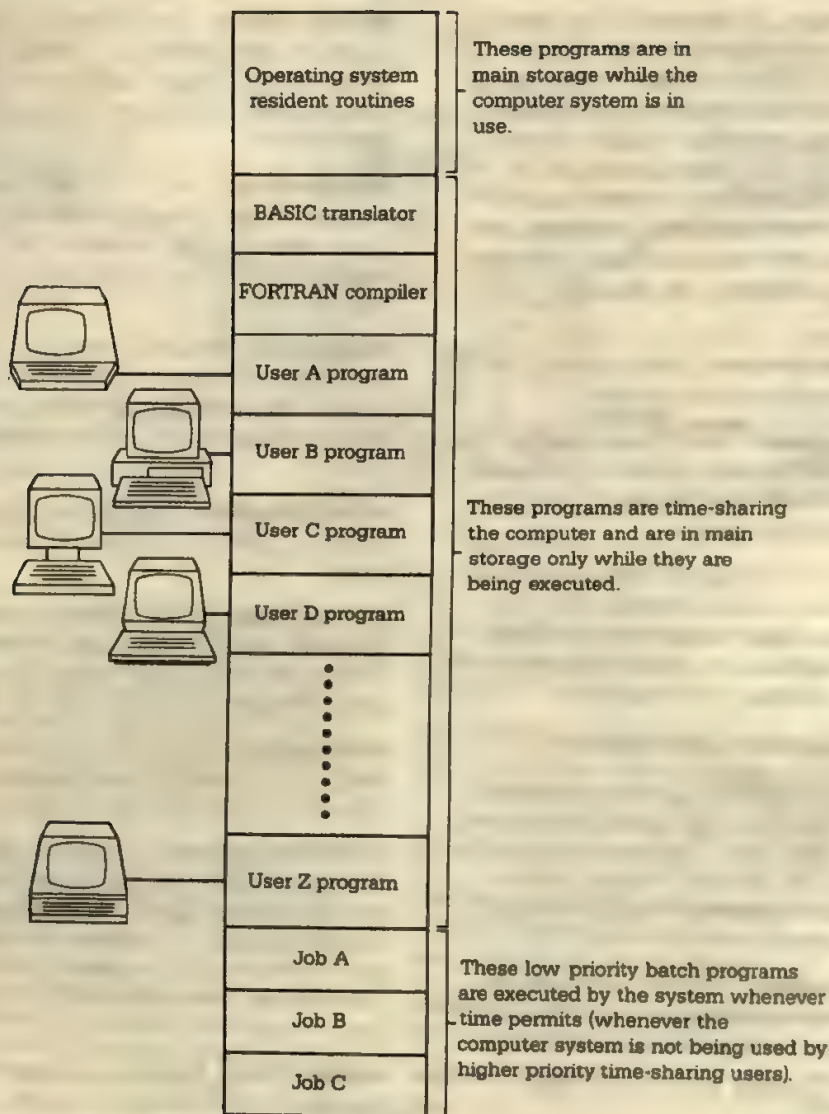 Operating system
resident routines
These programs are in
main storage while the
computer system is in
use.
BASIC translator
FORTRAN compiler
User A program
User B program
User C program
User D program
These programs are time-sharing
the computer and are in main
storage only while they are
being executed.
User Z program
Job A
Job B
Job C
These low priority batch programs
are executed by the system whenever
time permits (whenever the
computer system is not being used by
higher priority time-sharing users).